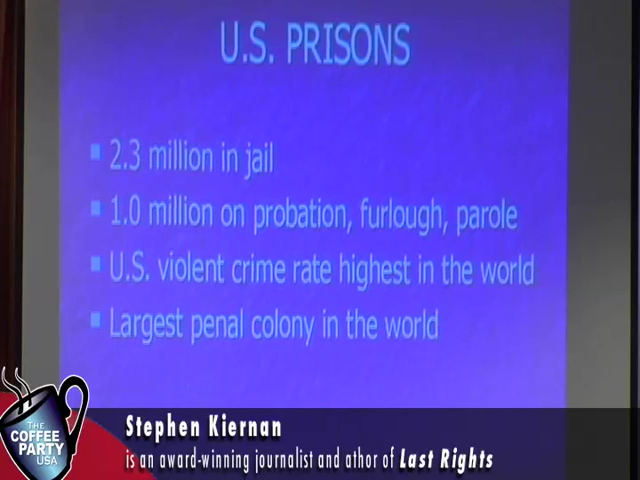 U.S. PRISONS
▪ 2.3 million in jail
▪ 1.0 million on probation, furlough, parole
▪ U.S. violent crime rate highest in the world
▪ Largest penal colony in the world
Stephen Kiernan
is an award-winning journalist and athor of Last Rights
THE
COFFEE
PARTY
USA